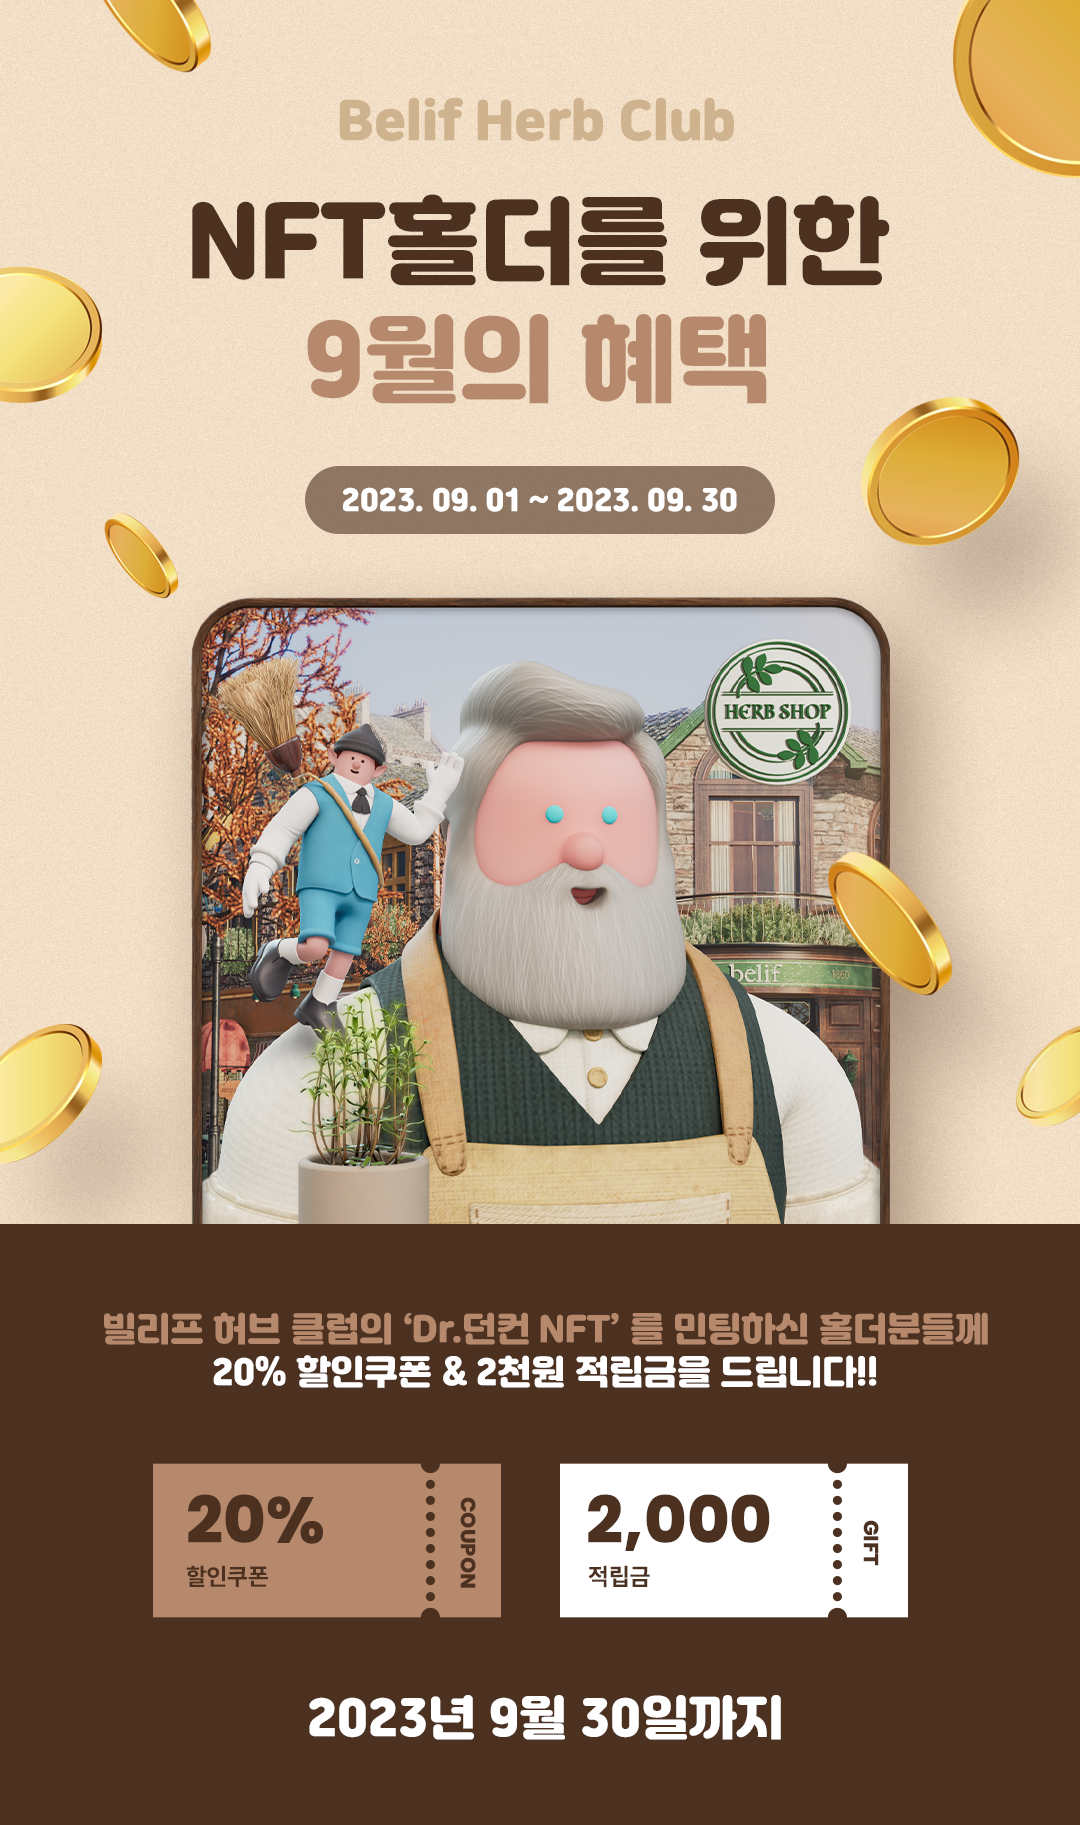 Belif Herb Club
NFT홀더를 위한
9월의 혜택
2023. 09. 01 ~ 2023. 09. 30
HERB SHOP
belif
1860
빌리프 허브 클럽의 ‘Dr.던컨 NFT’ 를 민팅하신 홀더분들께
20% 할인쿠폰 & 2천원 적립금을 드립니다!!
20%
할인쿠폰
COUPON
2,000
적립금
GIFT
2023년 9월 30일까지